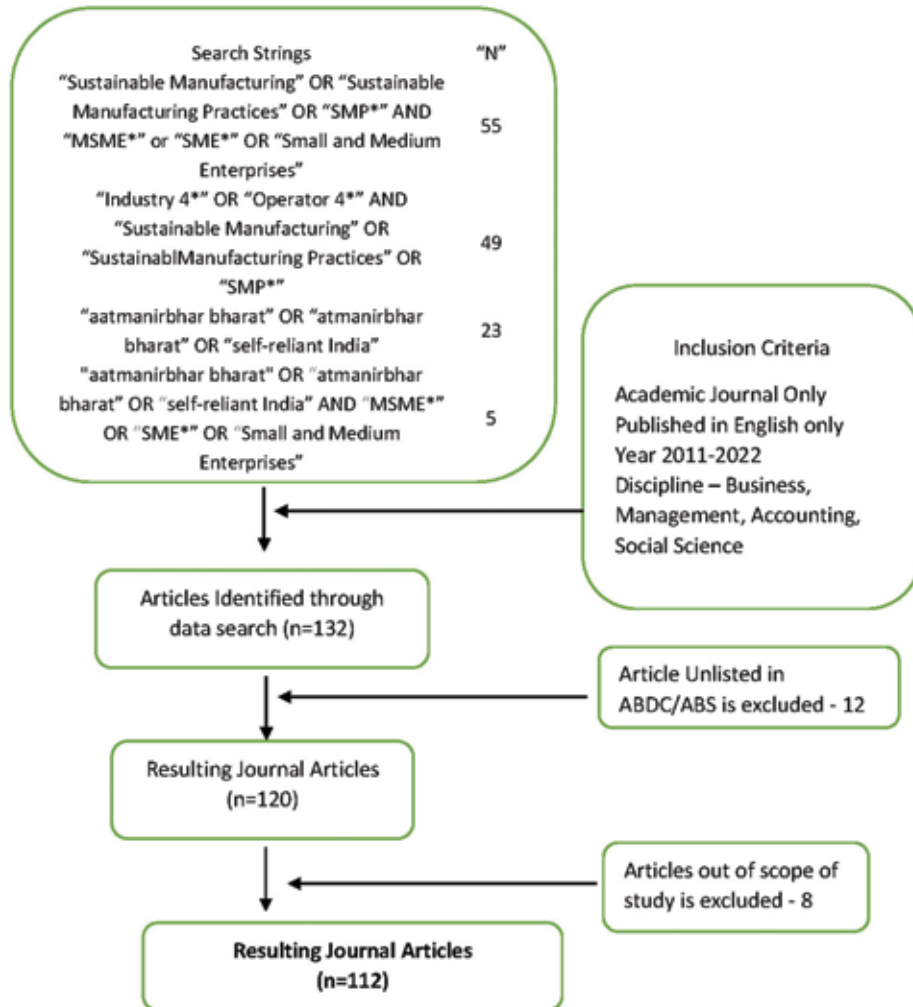 Search Strings “N”
“Sustainable Manufacturing” OR “Sustainable
Manufacturing Practices” OR “SMP*” AND
“MSME*” or “SME*” OR “Small and Medium
Enterprises”
55
“Industry 4*” OR “Operator 4*” AND
“Sustainable Manufacturing” OR
“SustainablManufacturing Practices” OR
“SMP*”
49
“aatmanirbhar bharat” OR “atmanirbhar
bharat” OR “self-reliant India”
23
"aatmanirbhar bharat" OR “atmanirbhar
bharat” OR “self-reliant India” AND “MSME*”
OR “SME*” OR “Small and Medium
Enterprises”
5
Inclusion Criteria
Academic Journal Only
Published in English only
Year 2011-2022
Discipline – Business,
Management, Accounting,
Social Science
Articles Identified through
data search (n=132)
Article Unlisted in
ABDC/ABS is excluded - 12
Resulting Journal Articles
(n=120)
Articles out of scope of
study is excluded - 8
Resulting Journal Articles
(n=112)